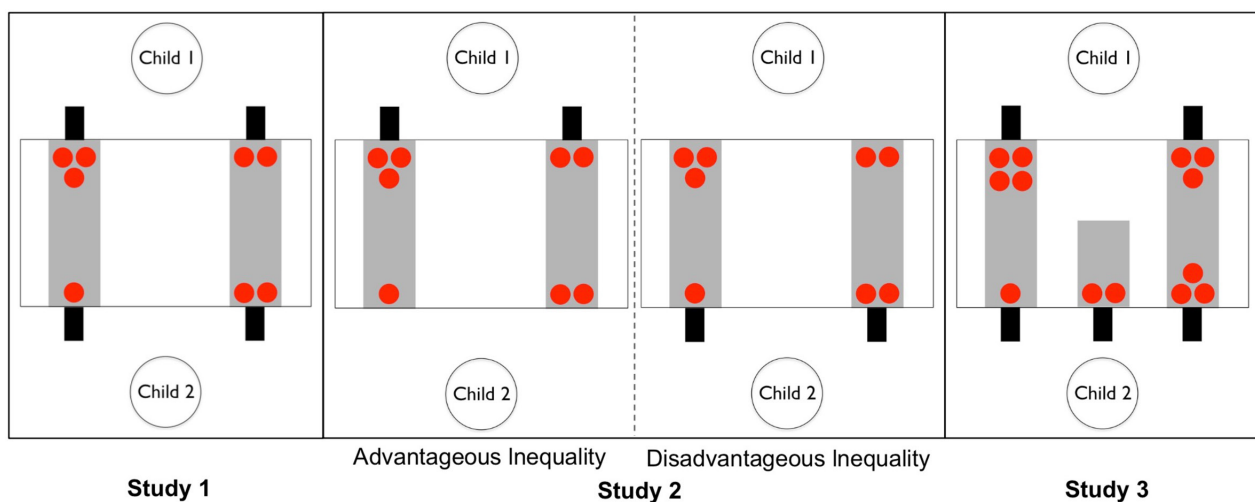 Child 1
Child 1
Child 1
Child 1
Child 2
Child 2
Child 2
Child 2
Advantageous Inequality
Disadvantageous Inequality
Study 1
Study 2
Study 3